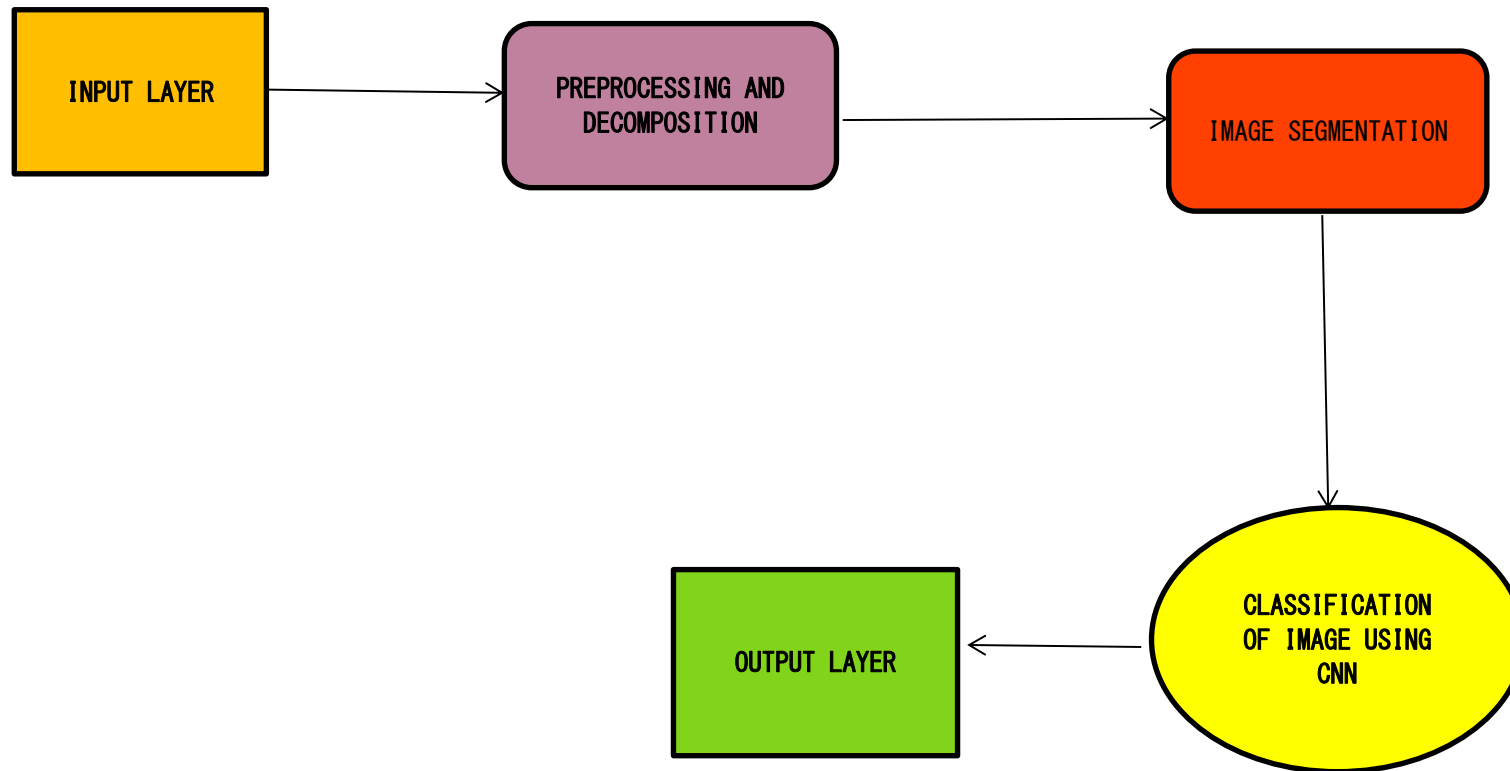 INPUT LAYER
PREPROCESSING AND
DECOMPOSITION
IMAGE SEGMENTATION
CLASSIFICATION
OF IMAGE USING
CNN
OUTPUT LAYER